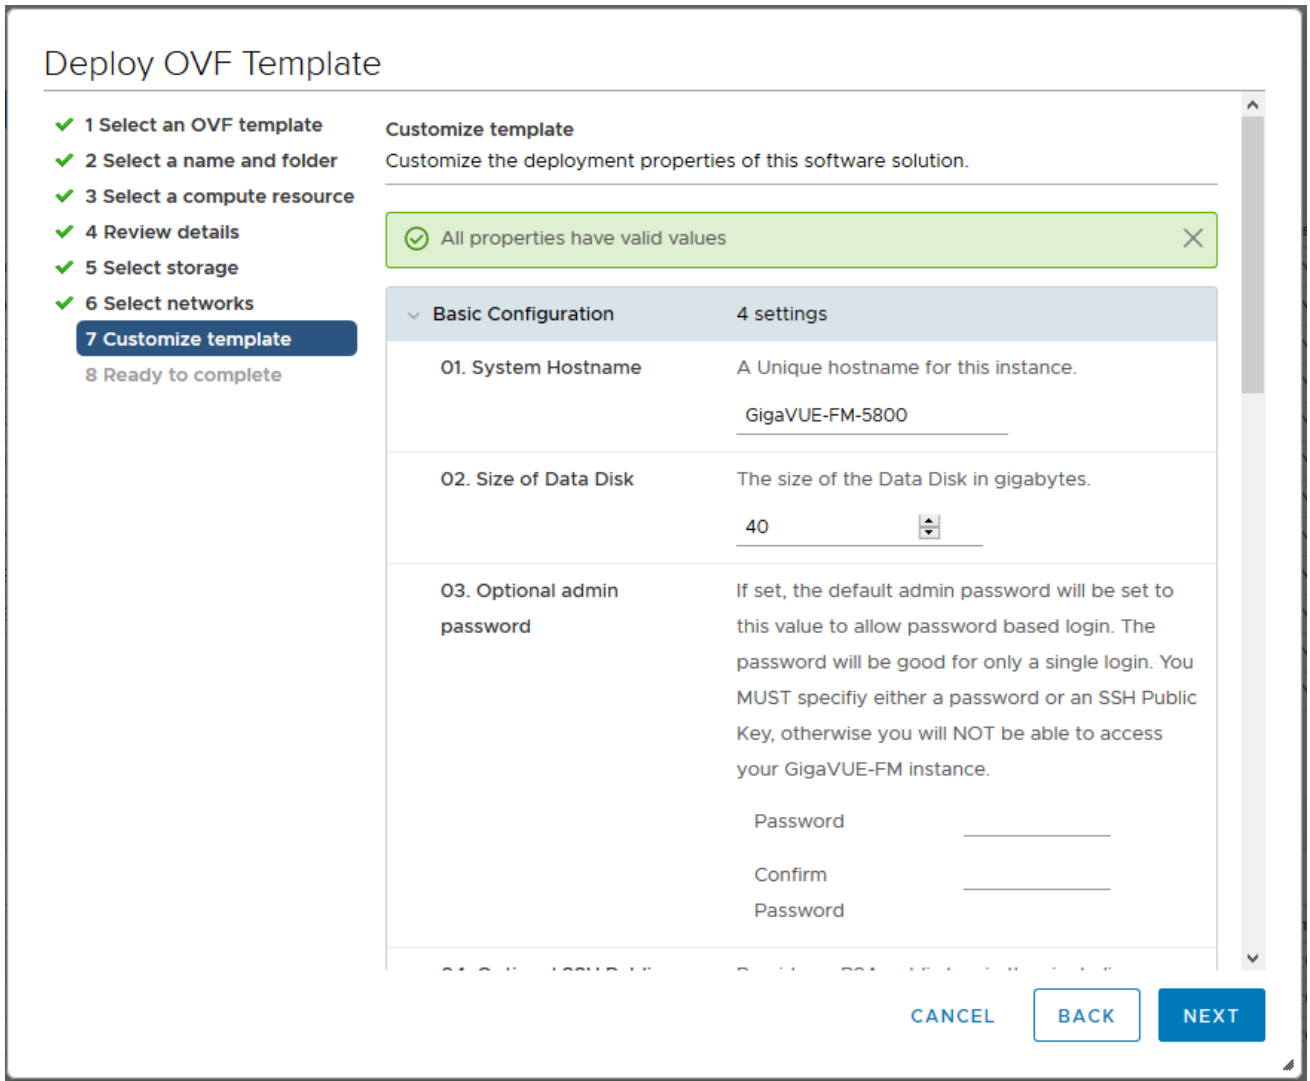 Deploy OVF Template
1 Select an OVF template
2 Select a name and folder
3 Select a compute resource
4 Review details
5 Select storage
6 Select networks
7 Customize template
8 Ready to complete
Customize template
Customize the deployment properties of this software solution.
All properties have valid values
Basic Configuration 4 settings
01. System Hostname A Unique hostname for this instance.
GigaVUE-FM-5800
02. Size of Data Disk The size of the Data Disk in gigabytes.
40
03. Optional admin
password
If set, the default admin password will be set to
this value to allow password based login. The
password will be good for only a single login. You
MUST specifiy either a password or an SSH Public
Key, otherwise you will NOT be able to access
your GigaVUE-FM instance.
Password
Confirm
Password
CANCEL BACK NEXT